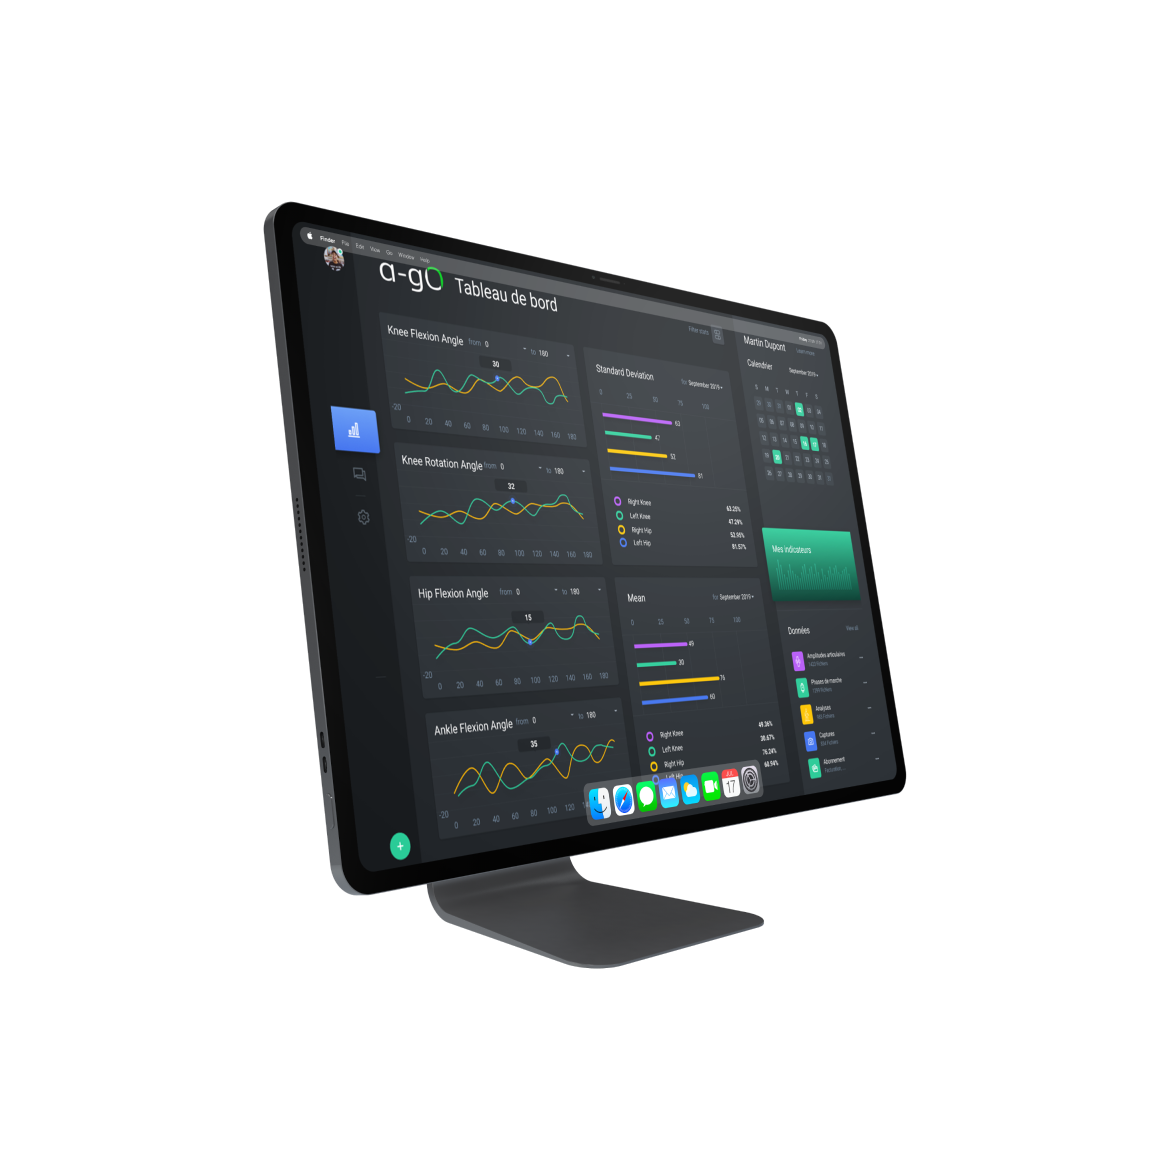 Finder File Edit View Go Window Help
a-go Tableau de bord
Filter stats
Knee Flexion Angle from 0 to 180
30
-20
0 20 40 60 80 100 120 140 160 180
Knee Rotation Angle from 0 to 180
32
-20
0 20 40 60 80 100 120 140 160 180
Hip Flexion Angle from 0 to 180
15
-20
0 20 40 60 80 100 120 140 160 180
Ankle Flexion Angle from 0 to 180
35
-20
0 20 40 60 80 100 120
Standard Deviation for September 2019
0 25 50 75 100
63
47
52
81
Right Knee 63.25%
Left Knee 47.29%
Right Hip 52.95%
Left Hip 81.57%
Mean for September 2019
0 25 50 75 100
49
30
76
60
Right Knee 49.36%
Left Knee 30.67%
Right Hip 76.24%
Left Hip 60.94%
JUL
17
Martin Dupont
Calendrier September 2019
S M T W T F S
Mes indicateurs
Données View all
Amplitudes articulaires
Phases de marche
Analyses
Captures
Abonnement
+